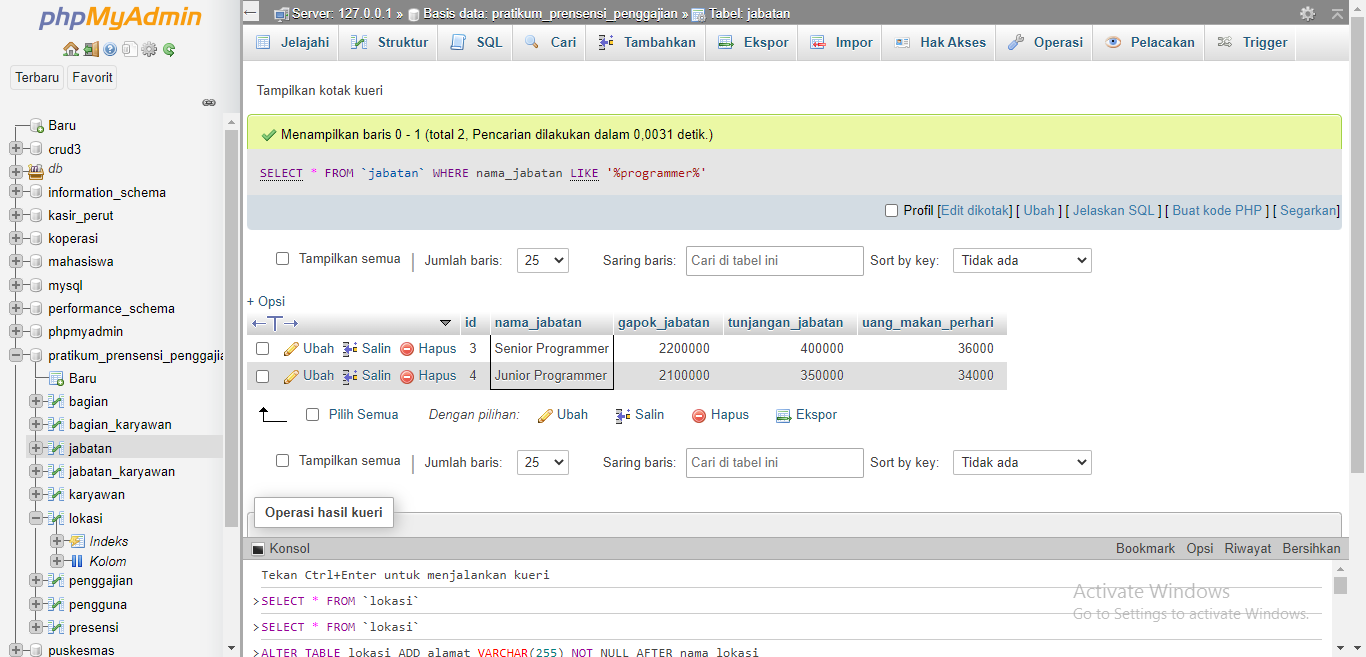 phpMyAdmin
Terbaru Favorit
Baru
crud3
db
information_schema
kasir_perut
koperasi
mahasiswa
mysql
performance_schema
phpmyadmin
pratikum_prensensi_penggajia
Baru
bagian
bagian_karyawan
jabatan
jabatan_karyawan
karyawan
lokasi
Indeks
Kolom
penggajian
pengguna
presensi
puskesmas
Server: 127.0.0.1 » Basis data: pratikum_prensensi_penggajian » Tabel: jabatan
Jelajahi Struktur SQL Cari Tambahkan Ekspor Impor Hak Akses Operasi Pelacakan Trigger
Tampilkan kotak kueri
Menampilkan baris 0 - 1 (total 2, Pencarian dilakukan dalam 0,0031 detik.)
SELECT * FROM `jabatan` WHERE nama_jabatan LIKE '%programmer%'
Profil [Edit dikotak] [ Ubah ] [ Jelaskan SQL ] [ Buat kode PHP ] [ Segarkan]
Tampilkan semua | Jumlah baris: 25 Saring baris: Cari di tabel ini Sort by key: Tidak ada
+ Opsi
←T→ id nama_jabatan gapok_jabatan tunjangan_jabatan uang_makan_perhari
Ubah Salin Hapus 3 Senior Programmer 2200000 400000 36000
Ubah Salin Hapus 4 Junior Programmer 2100000 350000 34000
Pilih Semua Dengan pilihan: Ubah Salin Hapus Ekspor
Tampilkan semua | Jumlah baris: 25 Saring baris: Cari di tabel ini Sort by key: Tidak ada
Operasi hasil kueri
Konsol Bookmark Opsi Riwayat Bersihkan
Tekan Ctrl+Enter untuk menjalankan kueri
>SELECT * FROM `lokasi`
>SELECT * FROM `lokasi`
>ALTER TABLE lokasi ADD alamat VARCHAR(255) NOT NULL AFTER nama_lokasi
Activate Windows
Go to Settings to activate Windows.